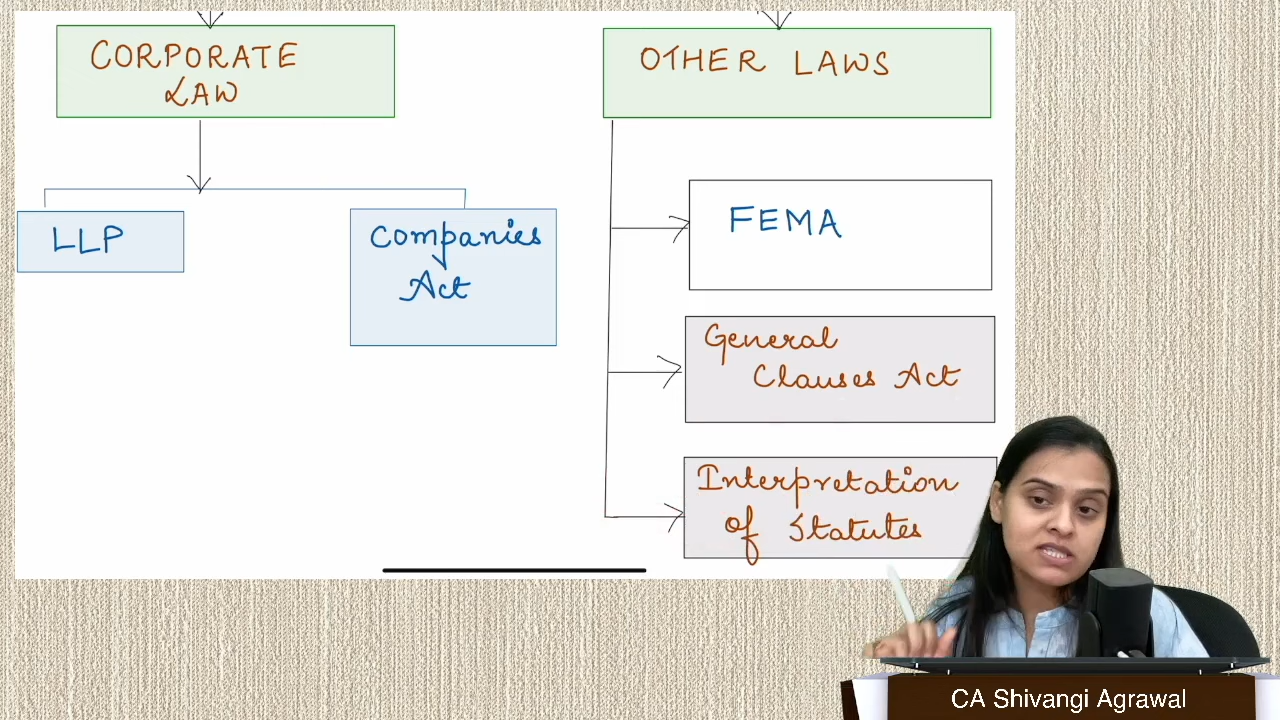 CORPORATE
LAW
OTHER LAWS
LLP
Companies
Act
FEMA
General
Clauses Act
Interpretation
of Statutes
CA Shivangi Agrawal